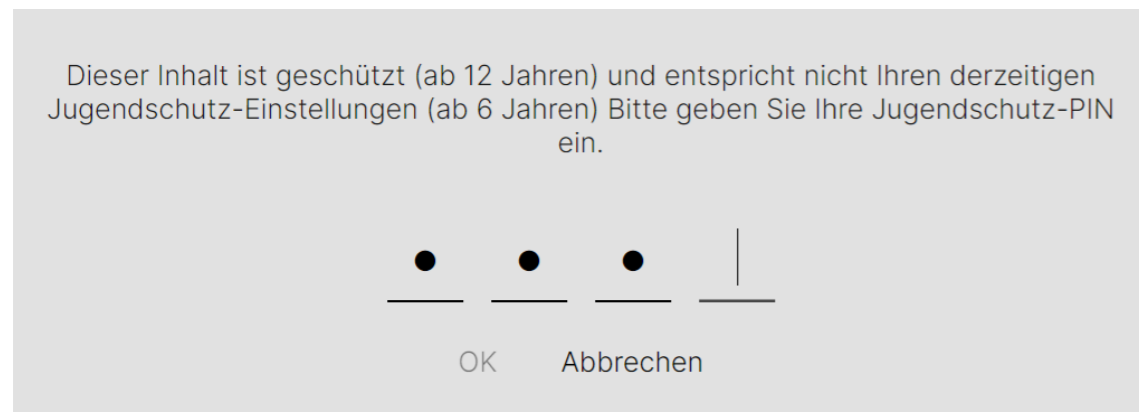 Dieser Inhalt ist geschützt (ab 12 Jahren) und entspricht nicht Ihren derzeitigen
Jugendschutz-Einstellungen (ab 6 Jahren) Bitte geben Sie Ihre Jugendschutz-PIN
ein.
OK Abbrechen